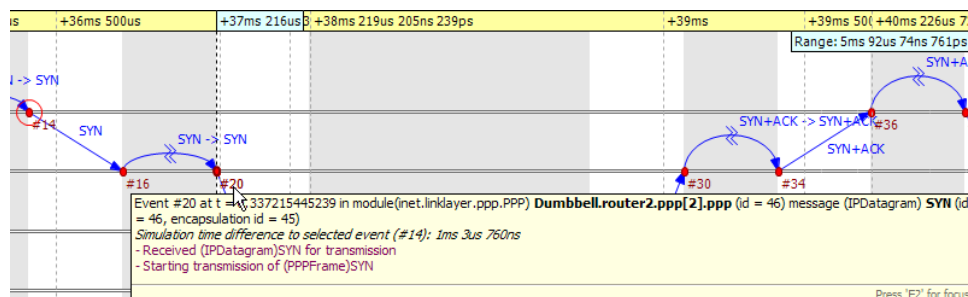 us +36ms 500us +37ms 216us 3 +38ms 219us 205ns 239ps +39ms +39ms 50( +40ms 226us 7
Range: 5ms 92us 74ns 761ps
N -> SYN SYN+A
#14 SYN SYN -> SYN SYN+ACK -> SYN+ACK #36
SYN+ACK
#16 #20 #30 #34
Event #20 at t = 337215445239 in module(inet.linklayer.ppp.PPP) Dumbbell.router2.ppp[2].ppp (id = 46) message (IPDatagram) SYN (id
= 46, encapsulation id = 45)
Simulation time difference to selected event (#14): 1ms 3us 760ns
- Received (IPDatagram)SYN for transmission
- Starting transmission of (PPPFrame)SYN
Press 'F2' for focus